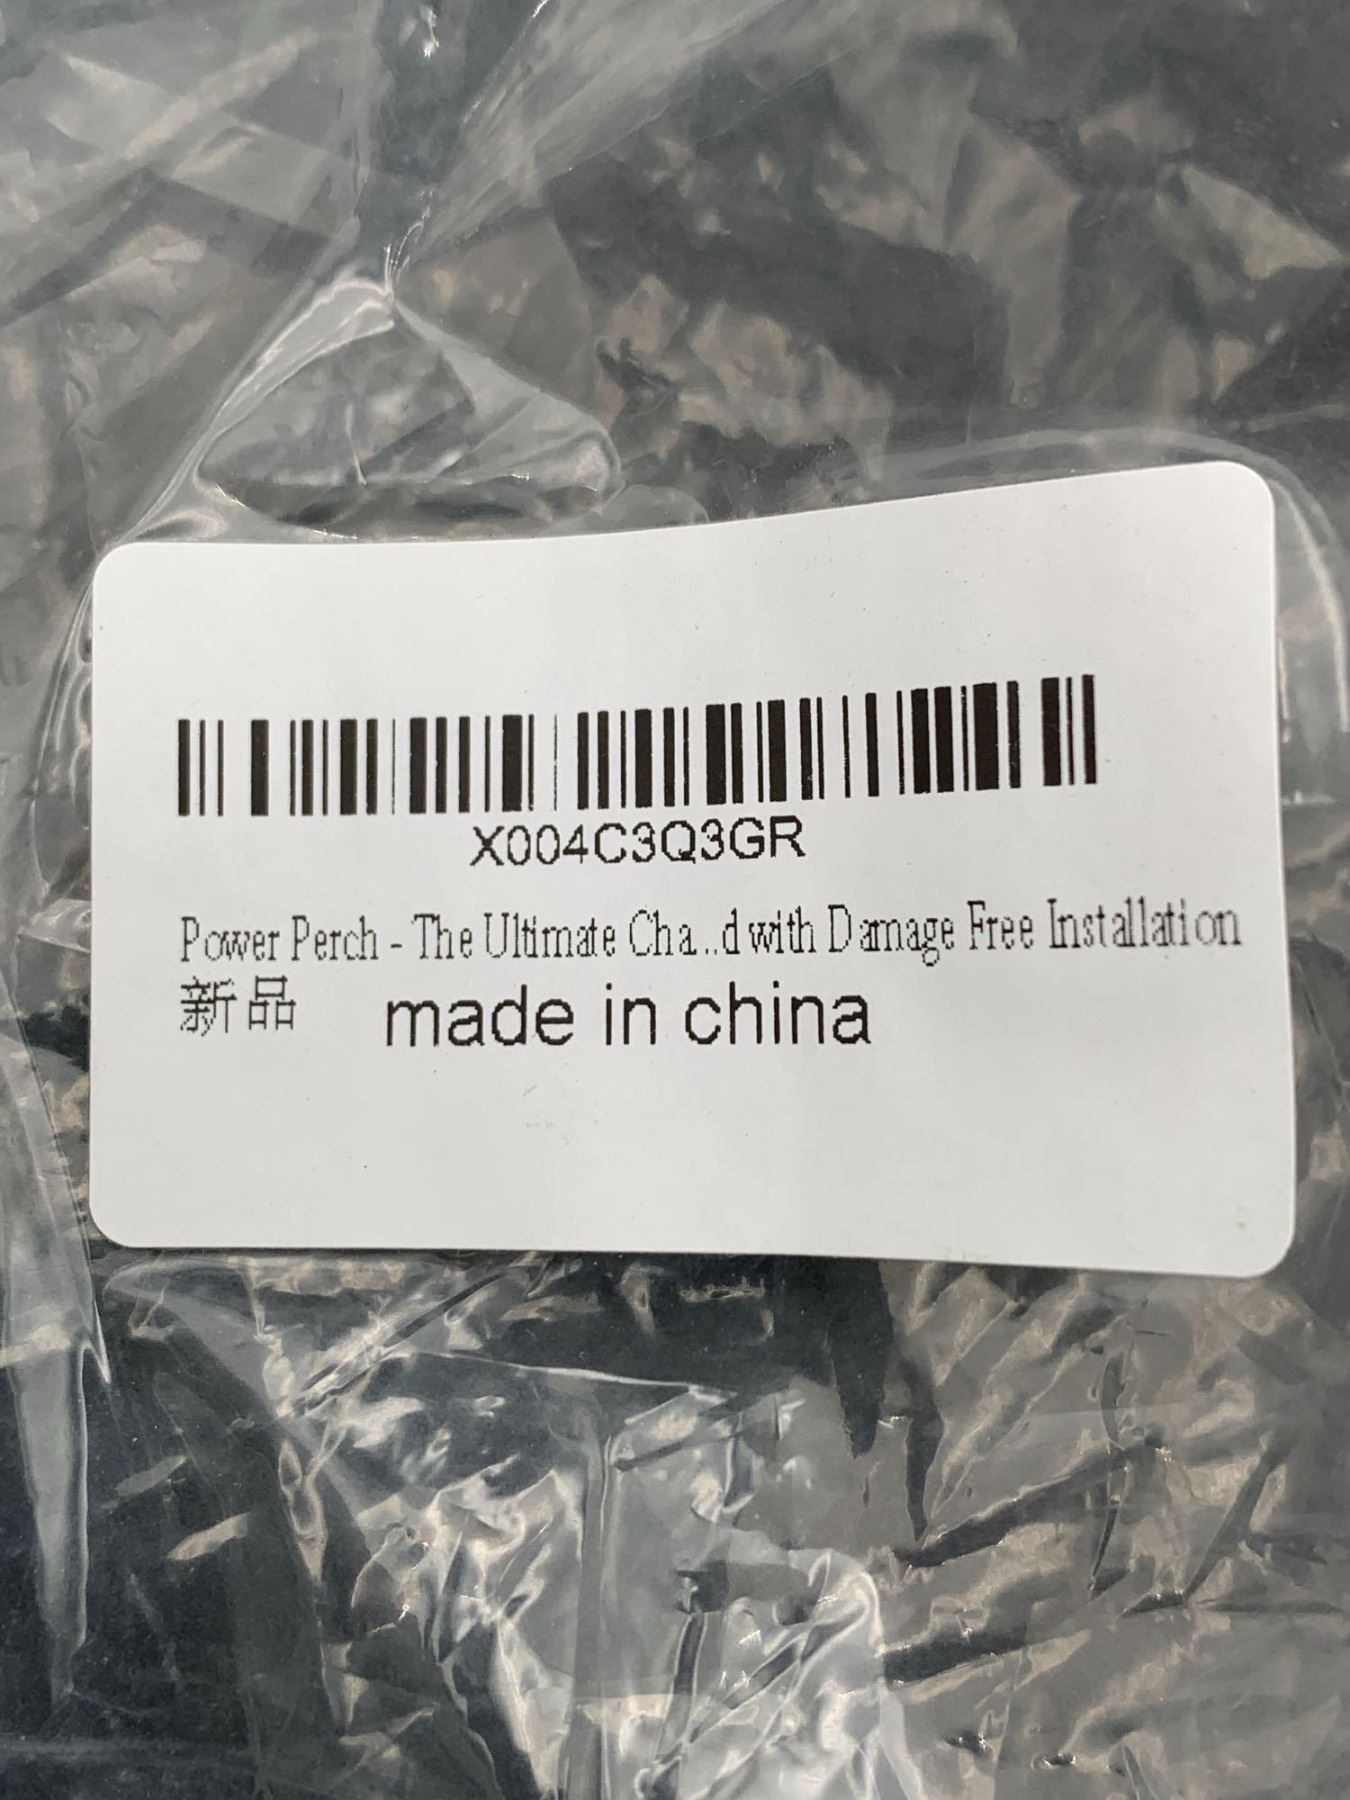 X004C3Q3GR
Power Perch - The Ultimate Cha...d with Damage Free Installation
新品 made in china